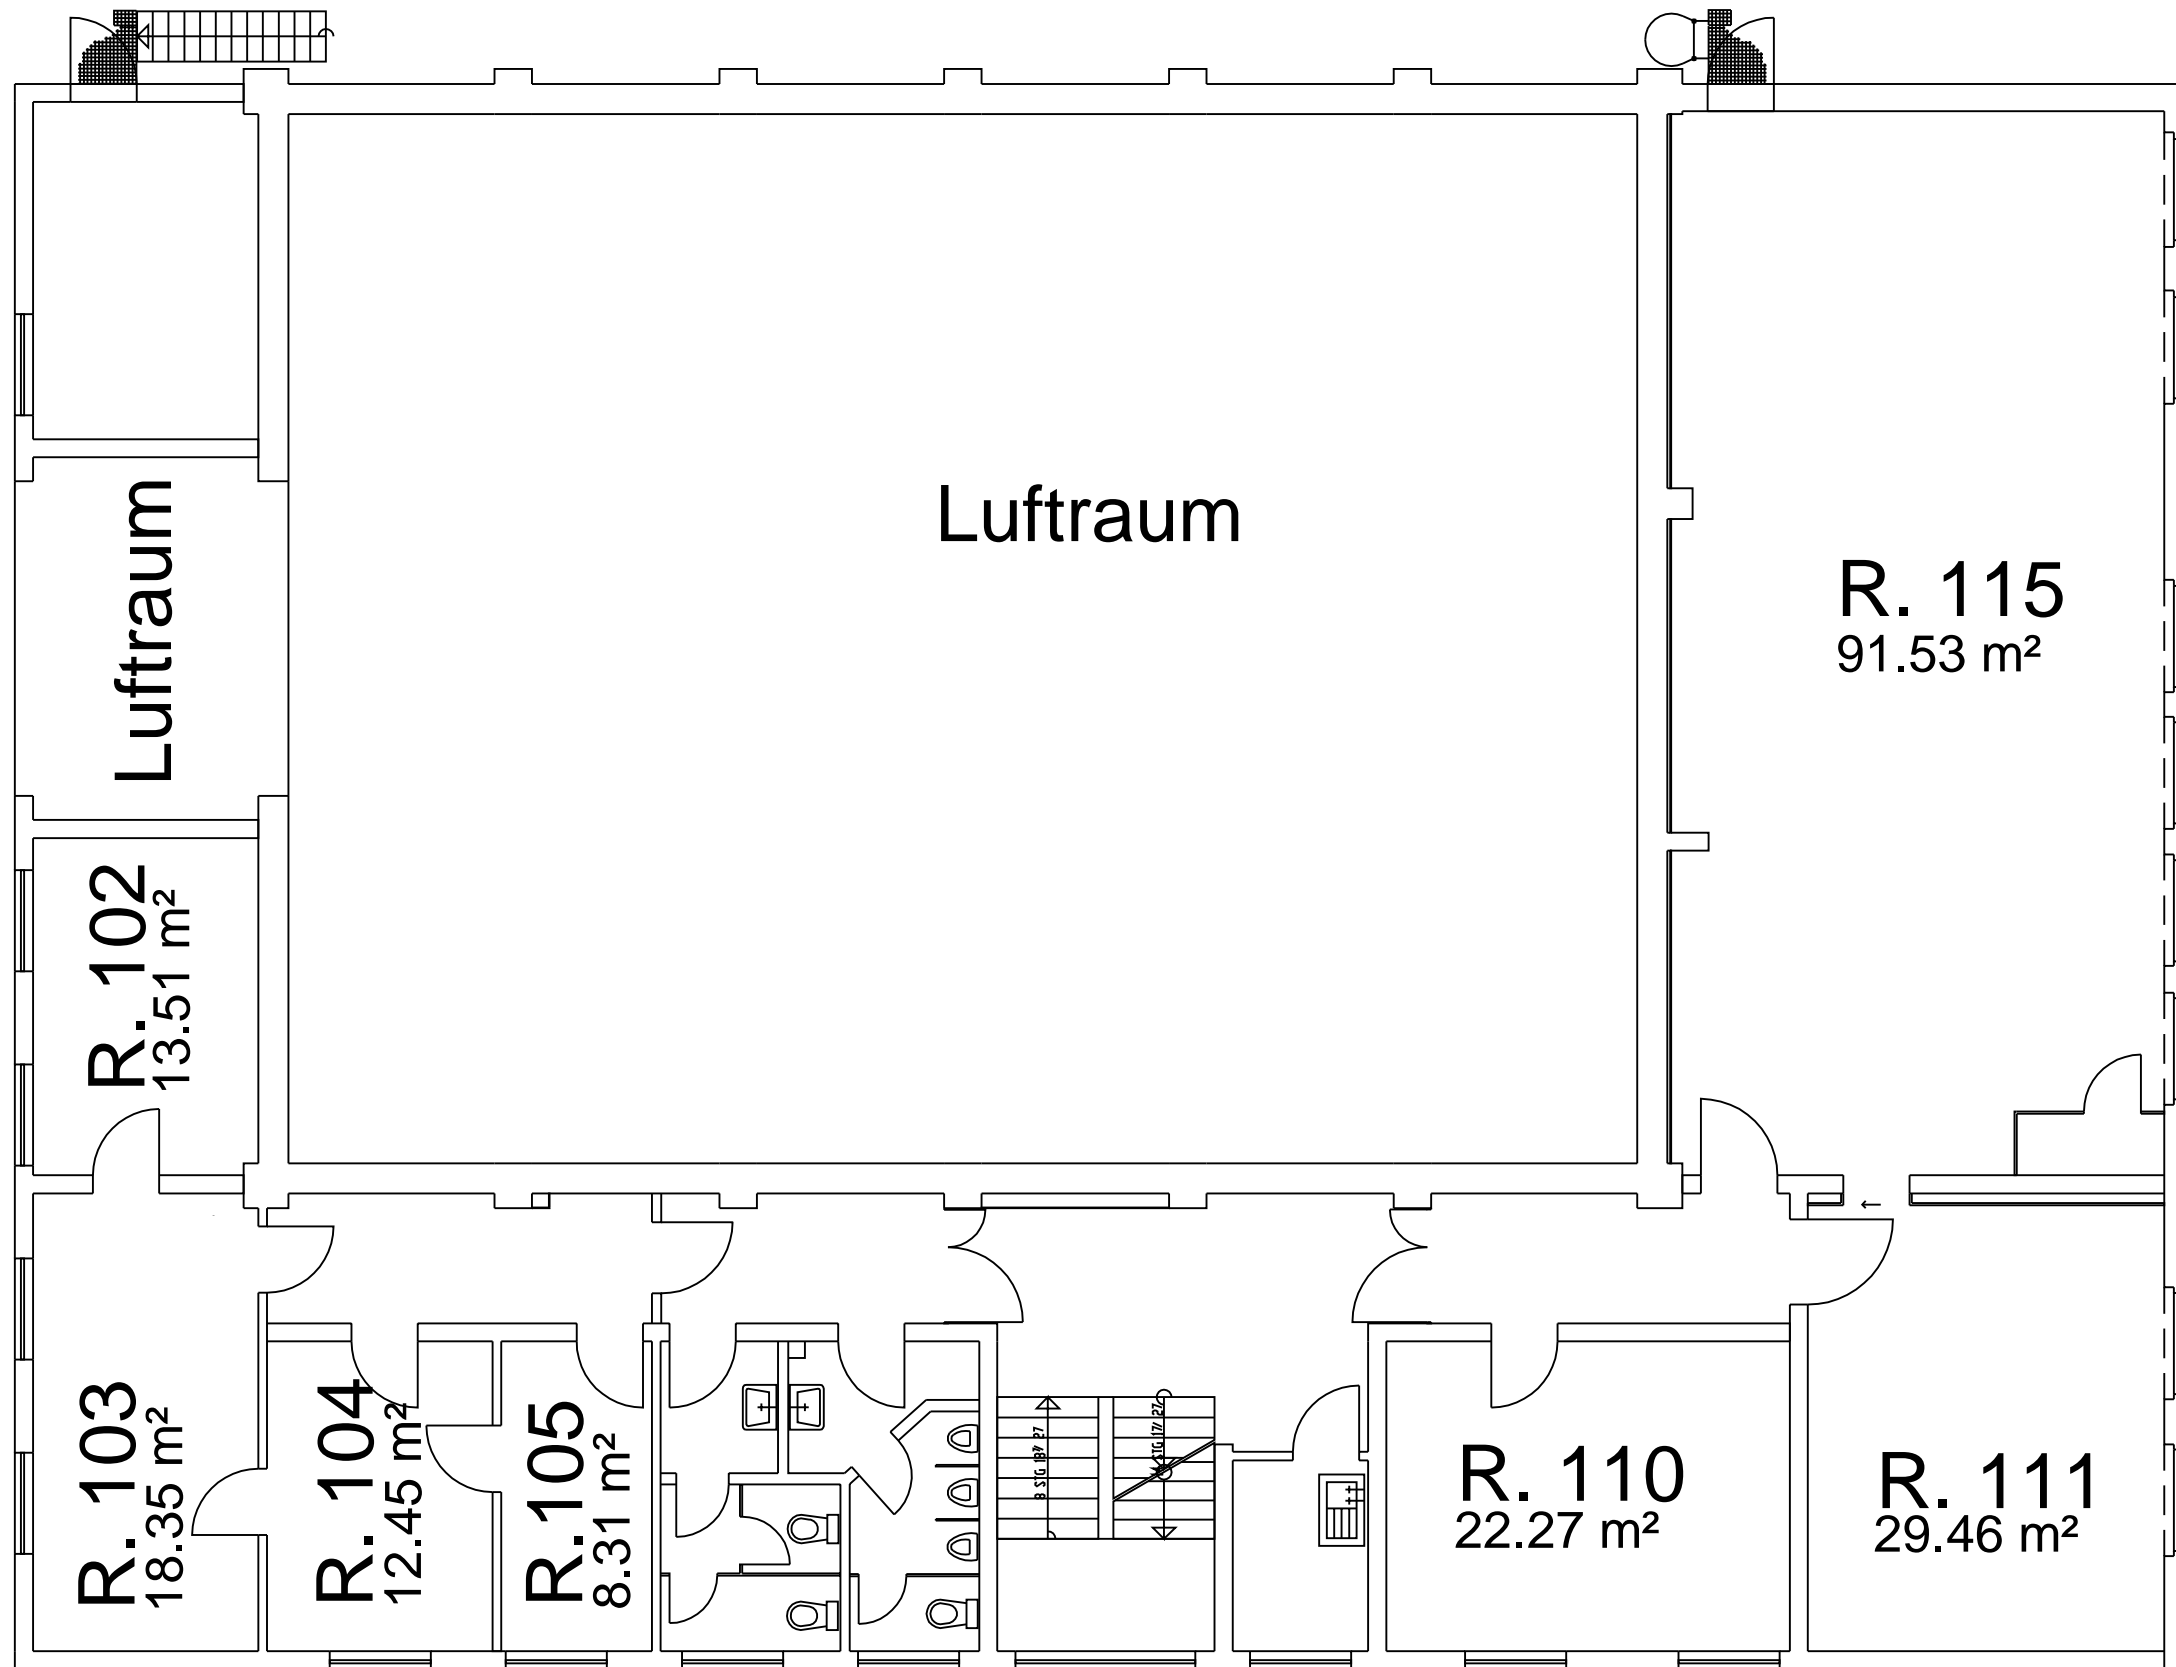 Luftraum
Luftraum
R. 115
91.53 m²
R. 102
13.51 m²
R. 103
18.35 m²
R. 104
12.45 m²
R. 105
8.31 m²
R. 110
22.27 m²
R. 111
29.46 m²